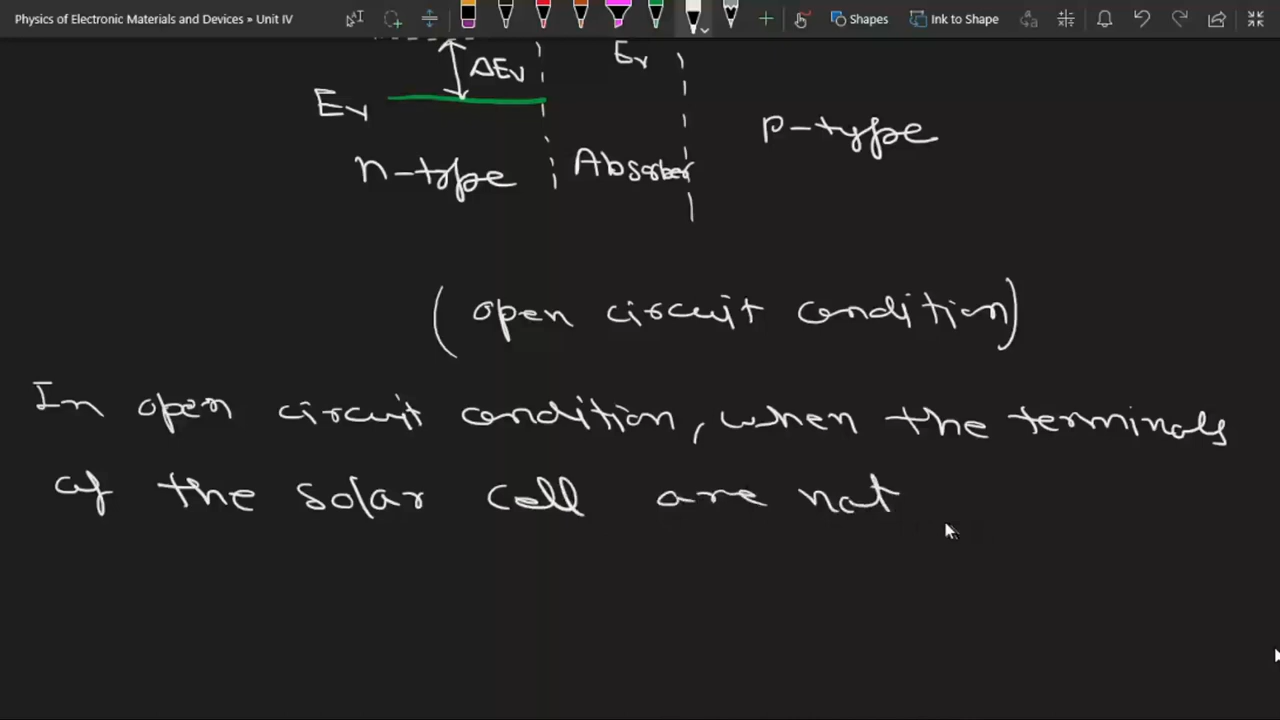 Physics of Electronic Materials and Devices » Unit IV
Shapes
Ink to Shape
ΔEv
Ev
Ev
p-type
n-type
Absorber
(open circuit condition)
In open circuit condition, when the terminals
of the solar cell are not